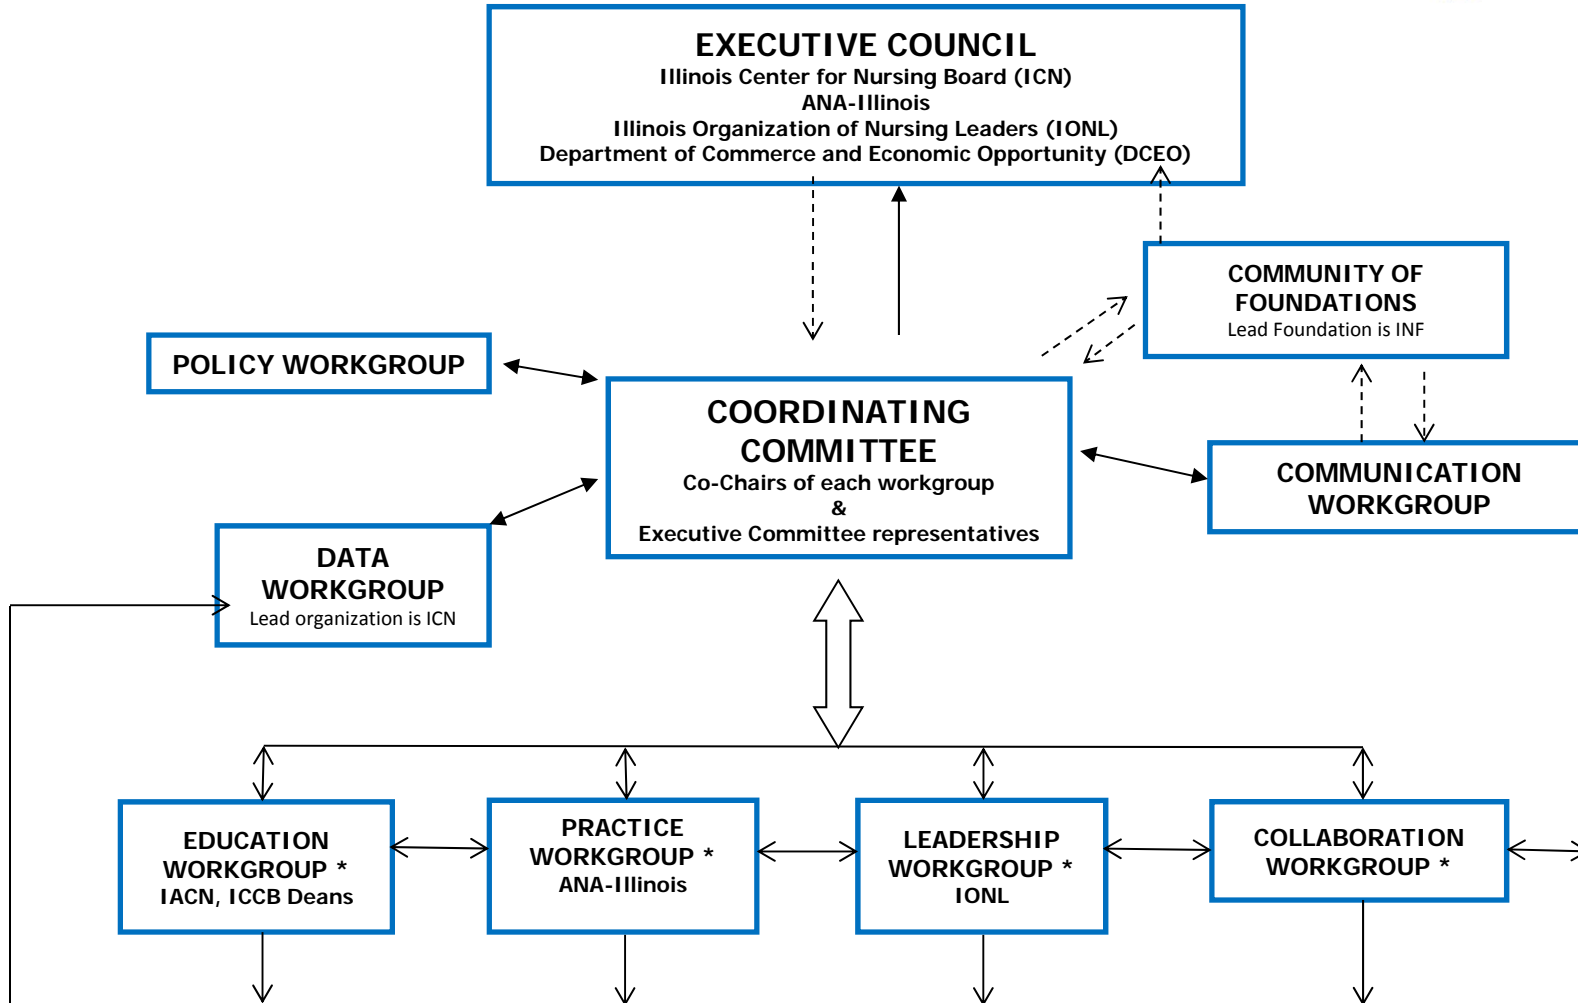 EXECUTIVE COUNCIL
Illinois Center for Nursing Board (ICN)
ANA-Illinois
Illinois Organization of Nursing Leaders (IONL)
Department of Commerce and Economic Opportunity (DCEO)
COMMUNITY OF
FOUNDATIONS
Lead Foundation is INF
POLICY WORKGROUP
COORDINATING
COMMITTEE
Co-Chairs of each workgroup
&
Executive Committee representatives
COMMUNICATION
WORKGROUP
DATA
WORKGROUP
Lead organization is ICN
EDUCATION
WORKGROUP *
IACN, ICCB Deans
PRACTICE
WORKGROUP *
ANA-Illinois
LEADERSHIP
WORKGROUP *
IONL
COLLABORATION
WORKGROUP *